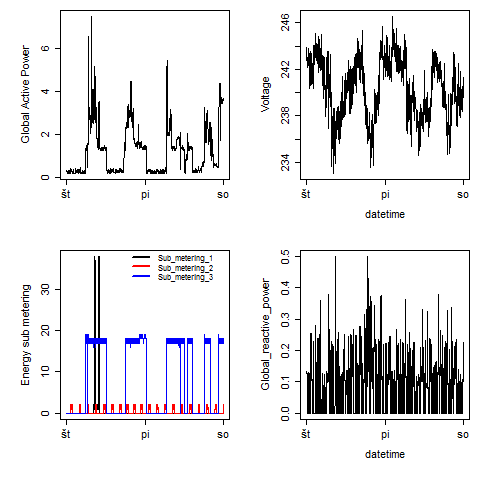 Global Active Power
0 2 4 6
št pi so
Voltage
234 238 242 246
št pi so
datetime
Energy sub metering
0 10 20 30
Sub_metering_1
Sub_metering_2
Sub_metering_3
št pi so
Global_reactive_power
0.0 0.1 0.2 0.3 0.4 0.5
št pi so
datetime